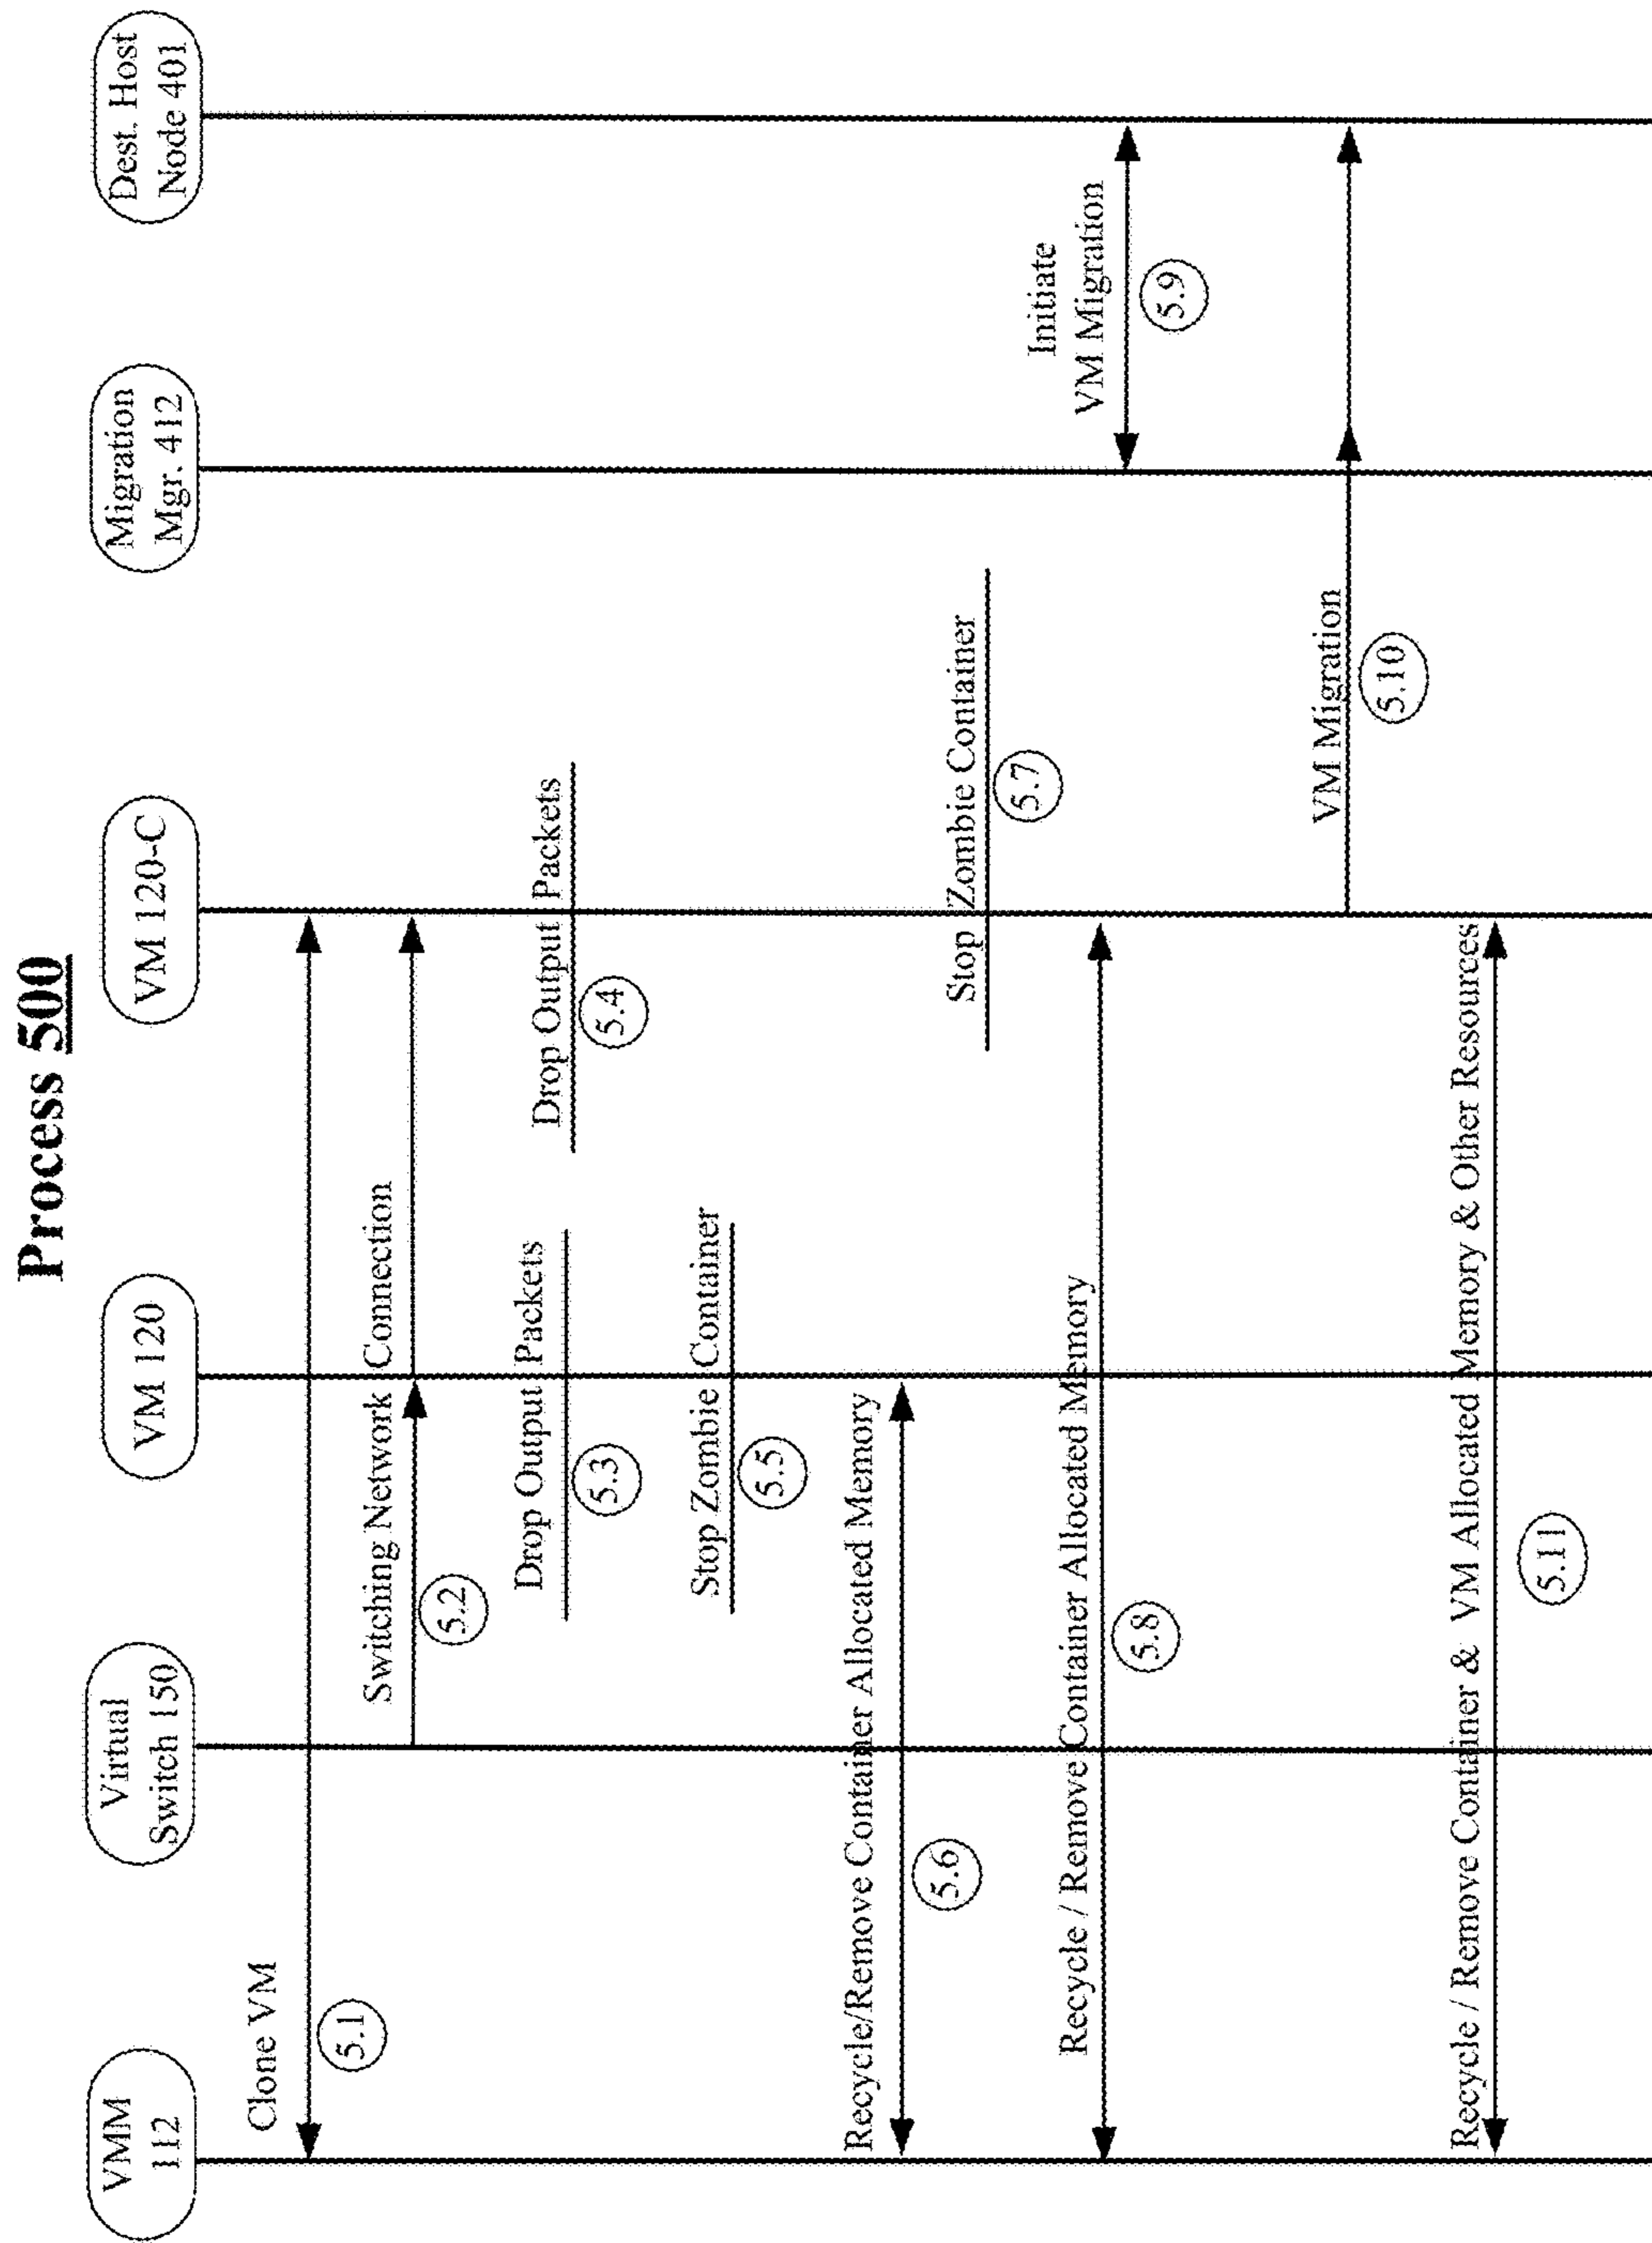 Process 500
VMM
112
Virtual
Switch 150
VM 120
VM 120-C
Migration
Mgr. 412
Dest. Host
Node 401
Clone VM
5.1
Switching Network Connection
5.2
Drop Output Packets
5.3
Drop Output Packets
5.4
Stop Zombie Container
5.5
Recycle/Remove Container Allocated Memory
5.6
Stop Zombie Container
5.7
Recycle / Remove Container Allocated Memory
5.8
Initiate
VM Migration
5.9
VM Migration
5.10
Recycle / Remove Container & VM Allocated Memory & Other Resources
5.11